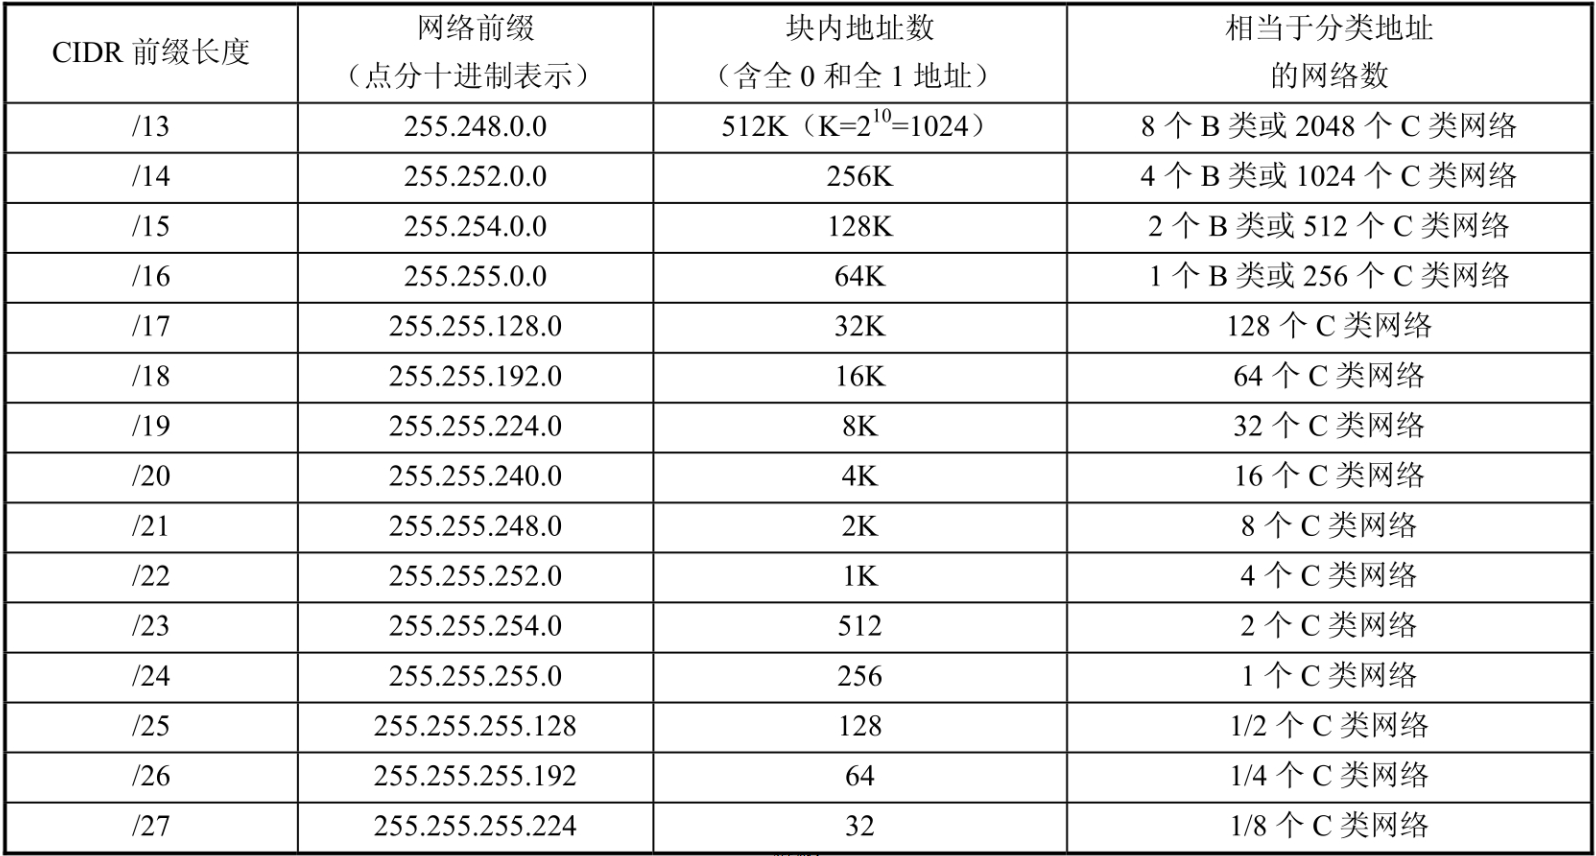 CIDR 前缀长度 网络前缀 (点分十进制表示) 块内地址数 (含全 0 和全 1 地址) 相当于分类地址 的网络数
/13 255.248.0.0 512K（K=2^10=1024） 8 个 B 类或 2048 个 C 类网络
/14 255.252.0.0 256K 4 个 B 类或 1024 个 C 类网络
/15 255.254.0.0 128K 2 个 B 类或 512 个 C 类网络
/16 255.255.0.0 64K 1 个 B 类或 256 个 C 类网络
/17 255.255.128.0 32K 128 个 C 类网络
/18 255.255.192.0 16K 64 个 C 类网络
/19 255.255.224.0 8K 32 个 C 类网络
/20 255.255.240.0 4K 16 个 C 类网络
/21 255.255.248.0 2K 8 个 C 类网络
/22 255.255.252.0 1K 4 个 C 类网络
/23 255.255.254.0 512 2 个 C 类网络
/24 255.255.255.0 256 1 个 C 类网络
/25 255.255.255.128 128 1/2 个 C 类网络
/26 255.255.255.192 64 1/4 个 C 类网络
/27 255.255.255.224 32 1/8 个 C 类网络